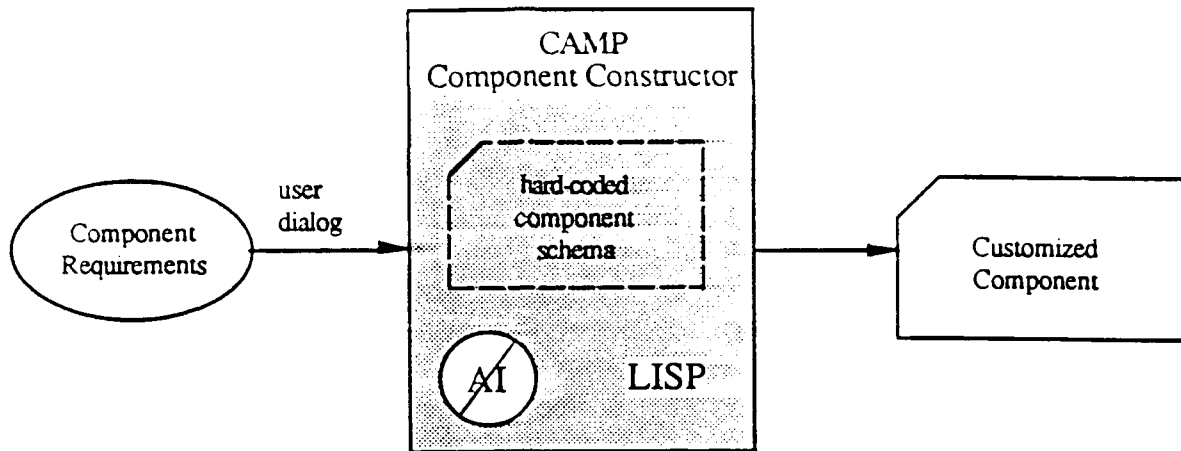 CAMP
Component Constructor
hard-coded
component
schema
user
dialog
Component
Requirements
Customized
Component
AI
LISP